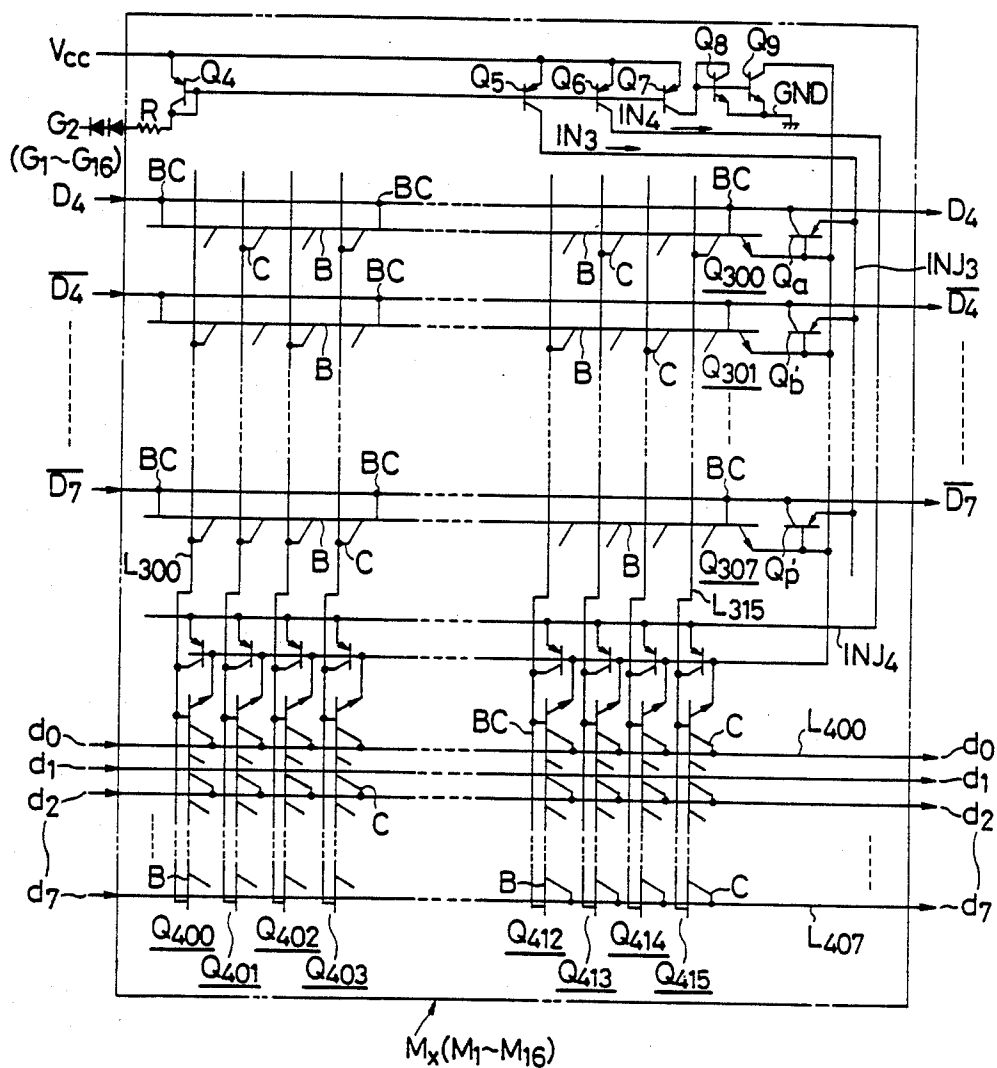 Vcc Q4 Q5 Q6 Q7 Q8 Q9
GND
G2 R IN3 IN4
(G1~G16)
BC BC BC
D4 D4
B C B C Q300 Qa INJ3
D4 BC D4
B B C Q301 Qb'
BC BC BC
D7 D7
L300 B C B Q307 Qp'
L315
INJ4
BC C L400
d0 d0
d1 d1
d2 C d2
B B C
d7 d7
L407
Q400 Q402 Q412 Q414
Q401 Q403 Q413 Q415
Mx(M1~M16)